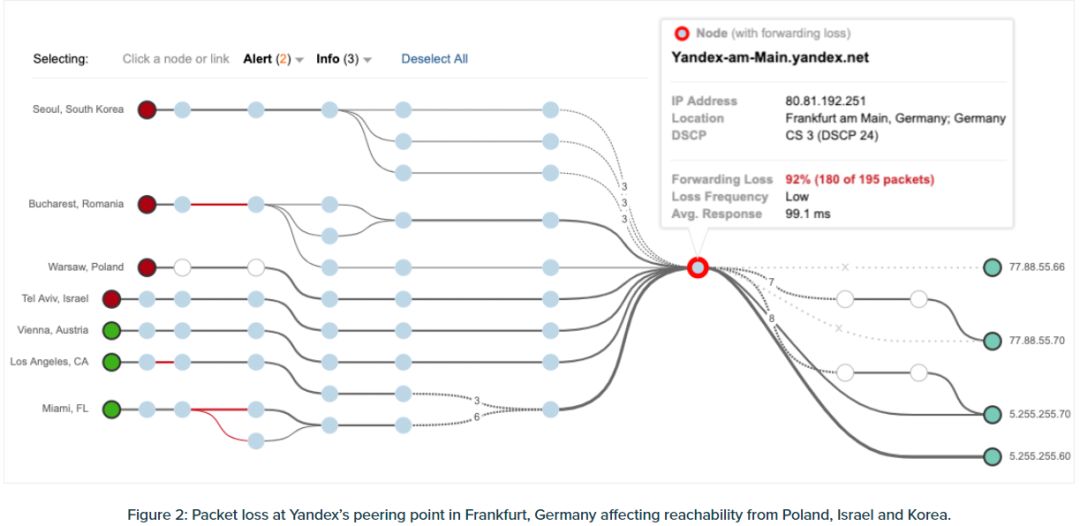 Selecting: Click a node or link Alert (2) Info (3) Deselect All
Node (with forwarding loss)
Yandex-am-Main.yandex.net
IP Address 80.81.192.251
Location Frankfurt am Main, Germany; Germany
DSCP CS 3 (DSCP 24)
Forwarding Loss 92% (180 of 195 packets)
Loss Frequency Low
Avg. Response 99.1 ms
Seoul, South Korea
3
3
3
Bucharest, Romania
Warsaw, Poland
x
77.88.55.66
7
Tel Aviv, Israel
8
Vienna, Austria
x
77.88.55.70
Los Angeles, CA
3
Miami, FL
6
5.255.255.70
5.255.255.60
Figure 2: Packet loss at Yandex's peering point in Frankfurt, Germany affecting reachability from Poland, Israel and Korea.